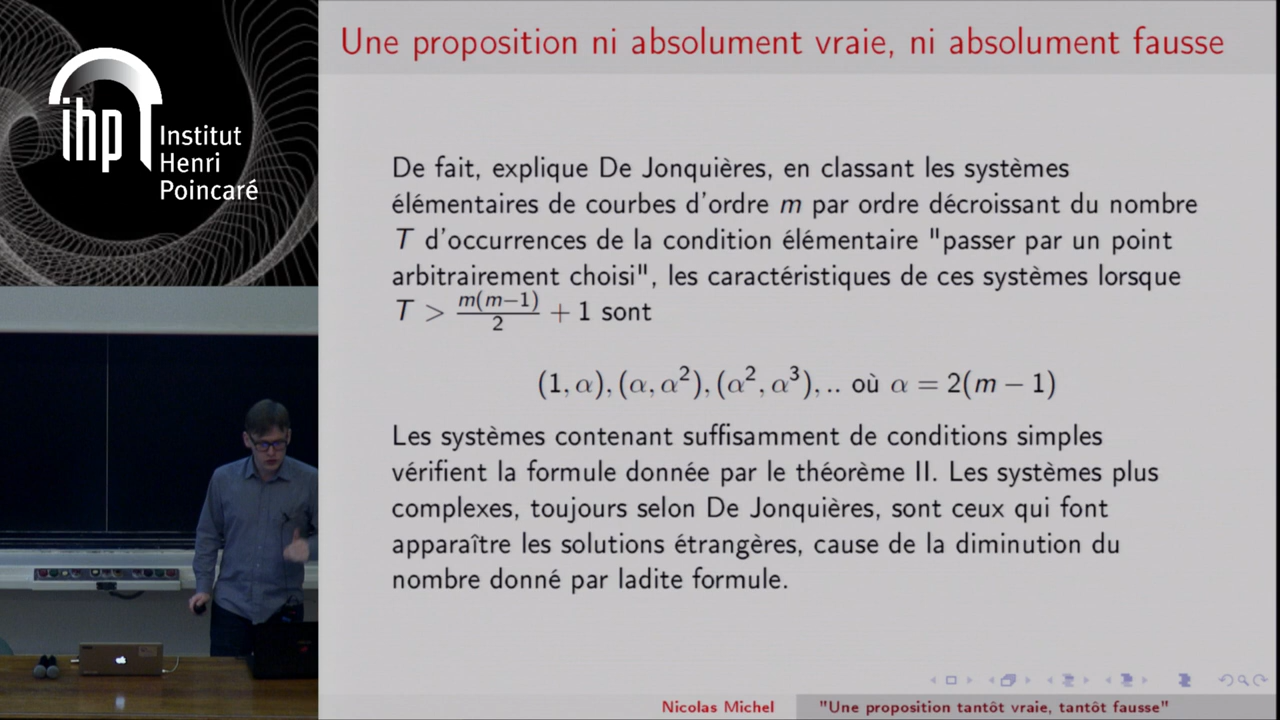 ihp
Institut
Henri
Poincaré
Une proposition ni absolument vraie, ni absolument fausse
De fait, explique De Jonquières, en classant les systèmes
élémentaires de courbes d'ordre m par ordre décroissant du nombre
T d'occurrences de la condition élémentaire "passer par un point
arbitrairement choisi", les caractéristiques de ces systèmes lorsque
T > m(m−1)/2 + 1 sont
(1, α), (α, α²), (α², α³), .. où α = 2(m − 1)
Les systèmes contenant suffisamment de conditions simples
vérifient la formule donnée par le théorème II. Les systèmes plus
complexes, toujours selon De Jonquières, sont ceux qui font
apparaître les solutions étrangères, cause de la diminution du
nombre donné par ladite formule.
Nicolas Michel
"Une proposition tantôt vraie, tantôt fausse"